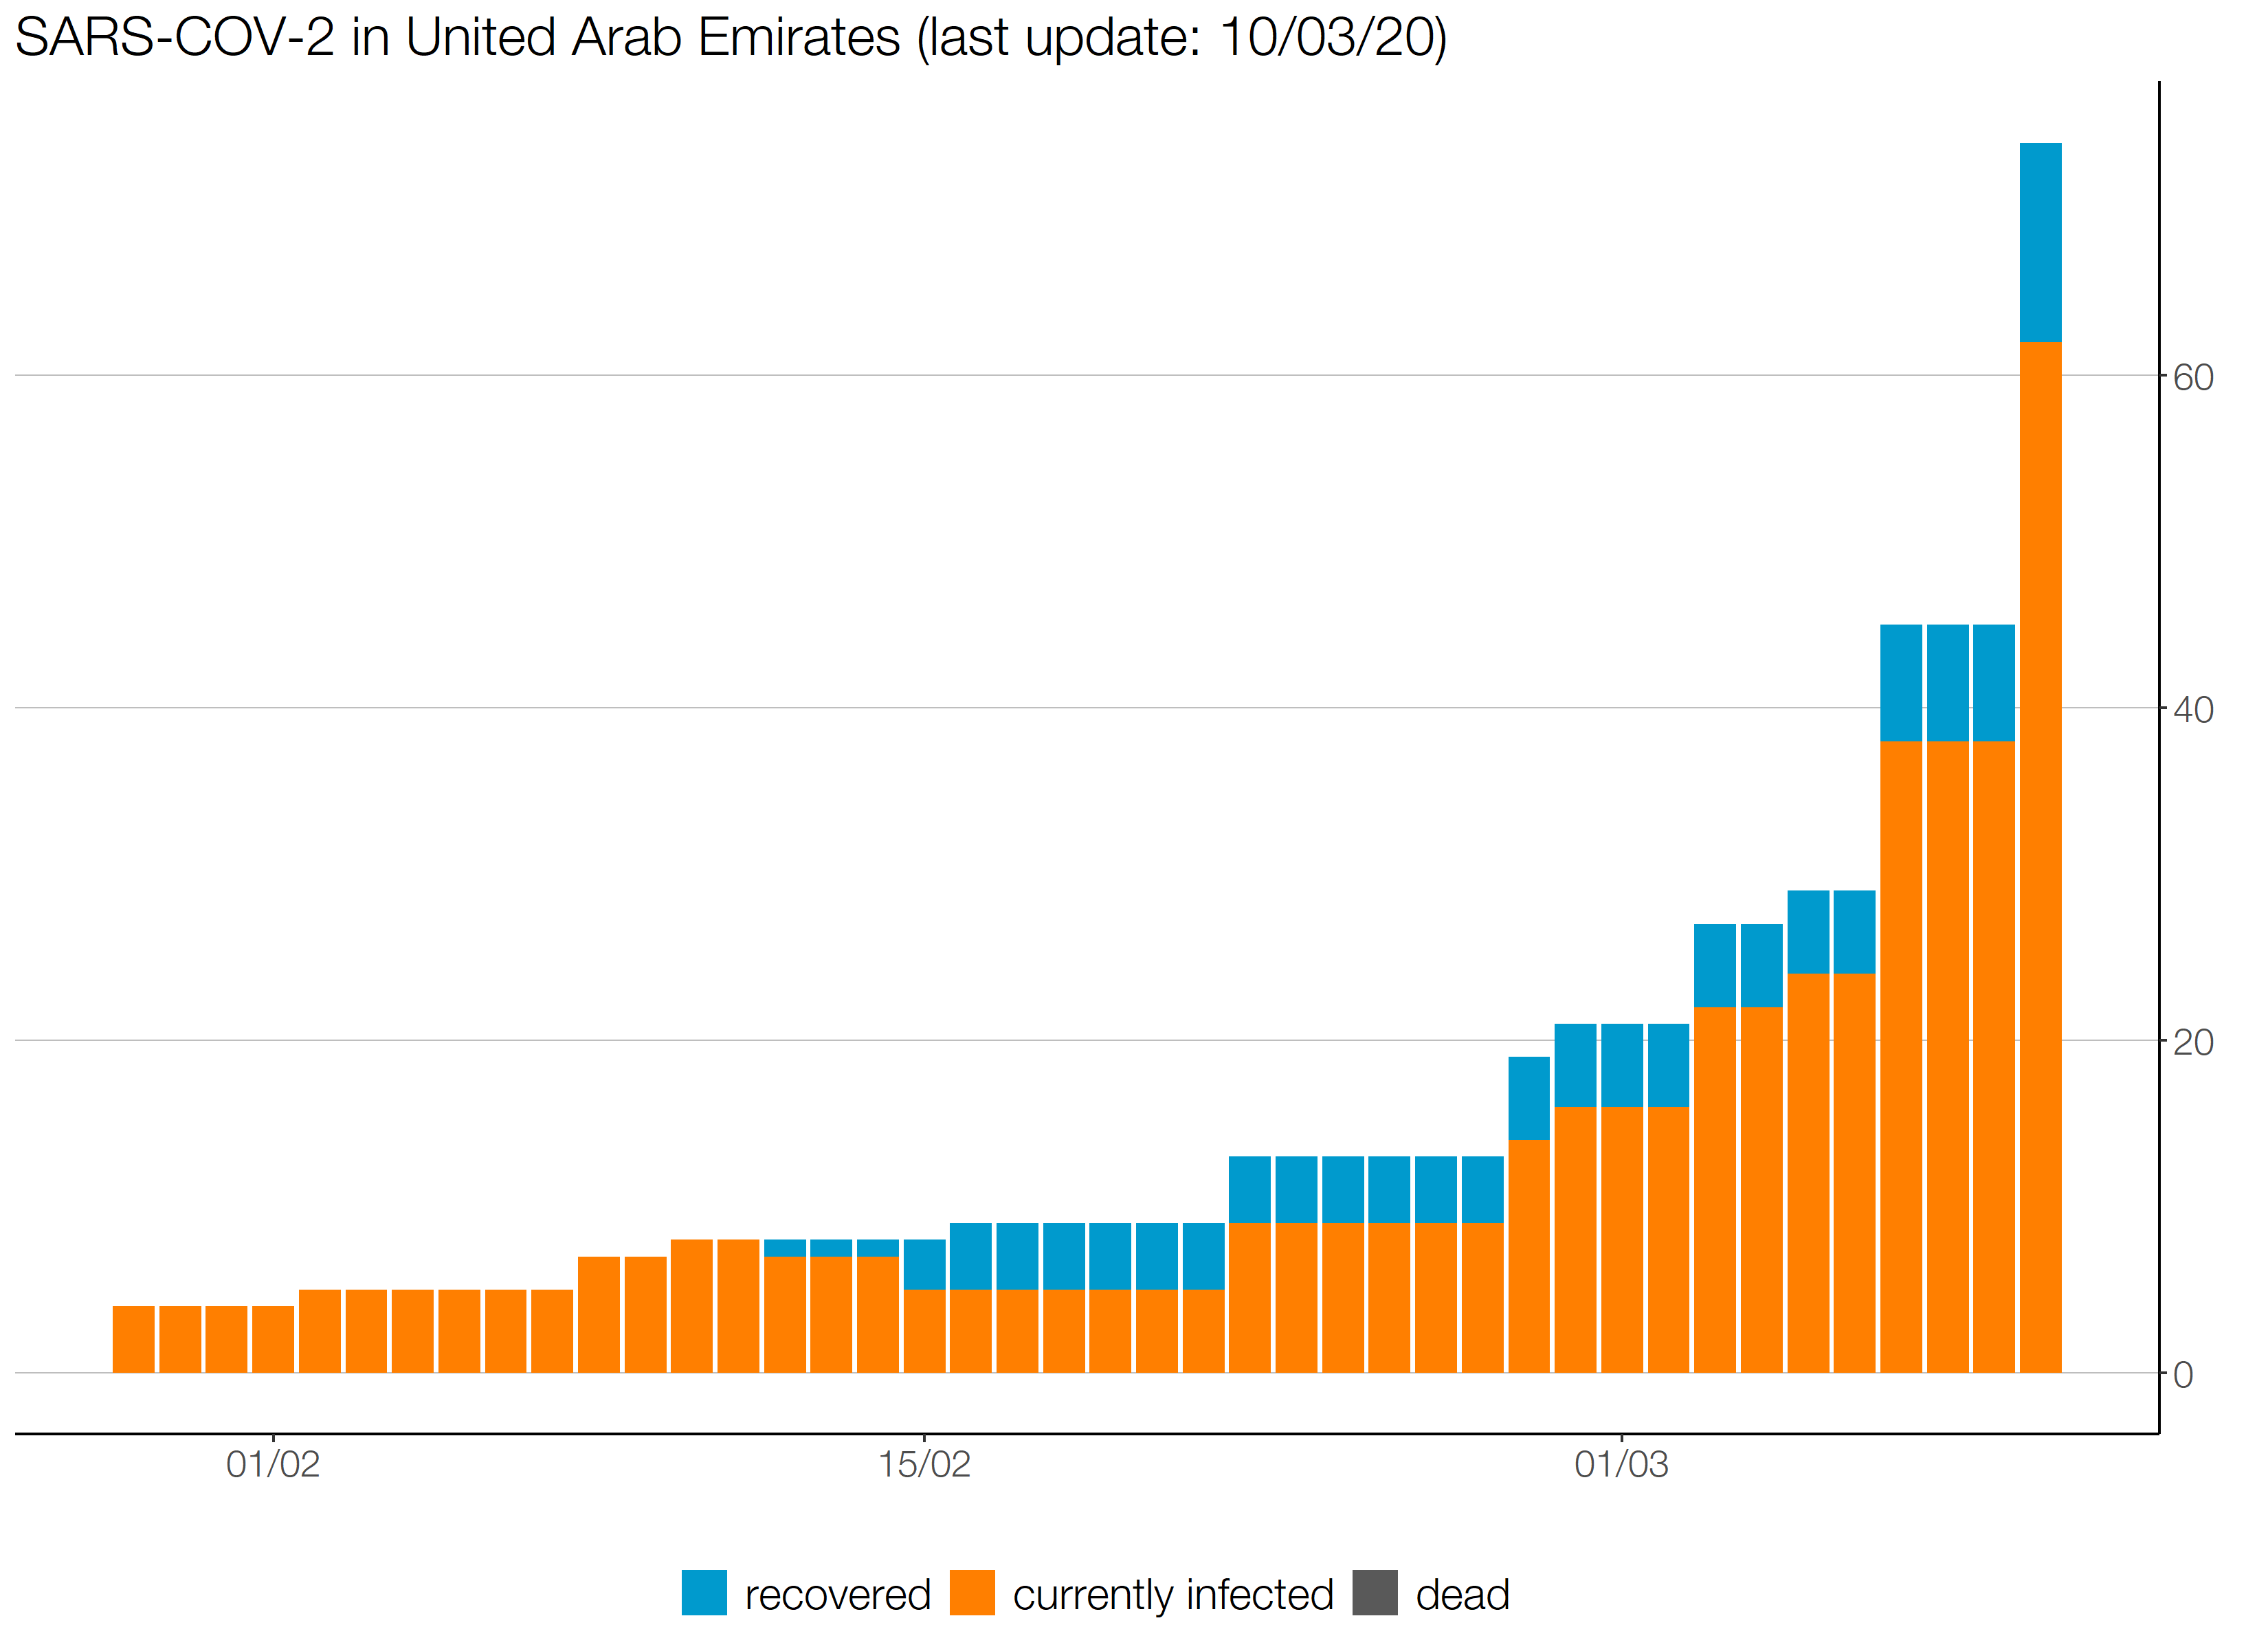 SARS-COV-2 in United Arab Emirates (last update: 10/03/20)
60
40
20
0
01/02 15/02 01/03
recovered currently infected dead